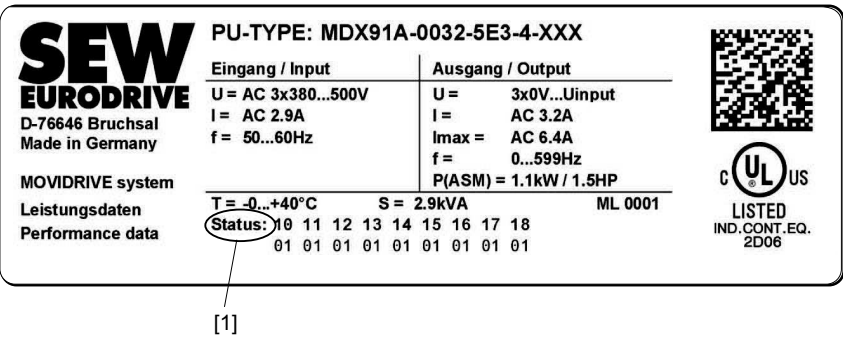 SEW
EURODRIVE
D-76646 Bruchsal
Made in Germany
MOVIDRIVE system
Leistungsdaten
Performance data
PU-TYPE: MDX91A-0032-5E3-4-XXX
Eingang / Input
U = AC 3x380...500V
I = AC 2.9A
f = 50...60Hz
Ausgang / Output
U = 3x0V...Uinput
I = AC 3.2A
Imax = AC 6.4A
f = 0...599Hz
P(ASM) = 1.1kW / 1.5HP
T = -0...+40°C S = 2.9kVA ML 0001
Status: 10 11 12 13 14 15 16 17 18
01 01 01 01 01 01 01 01 01
C UL ® US
LISTED
IND.CONT.EQ.
2D06
[1]